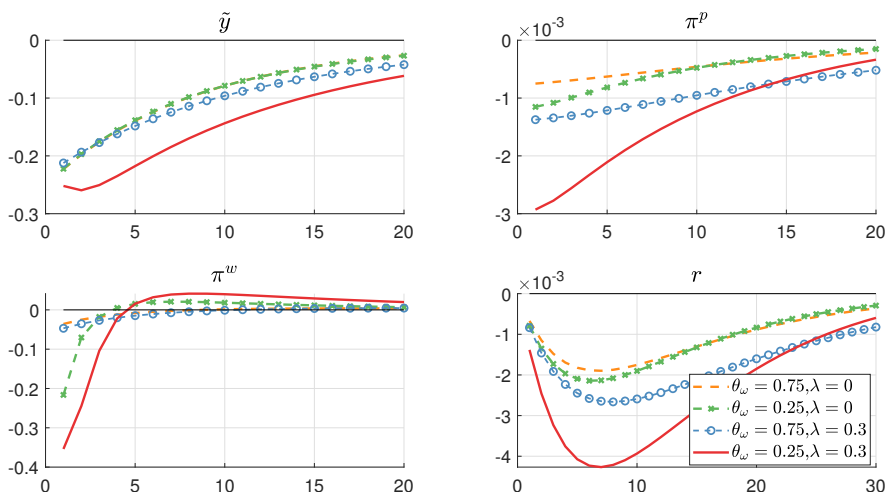 ỹ
0
-0.1
-0.2
-0.3
0 5 10 15 20
π^p
×10^-3
0
-1
-2
-3
0 5 10 15 20
π^w
0
-0.1
-0.2
-0.3
-0.4
0 5 10 15 20
r
×10^-3
0
-1
-2
-3
-4
0 10 20 30
θ_ω = 0.75,λ = 0
θ_ω = 0.25,λ = 0
θ_ω = 0.75,λ = 0.3
θ_ω = 0.25,λ = 0.3